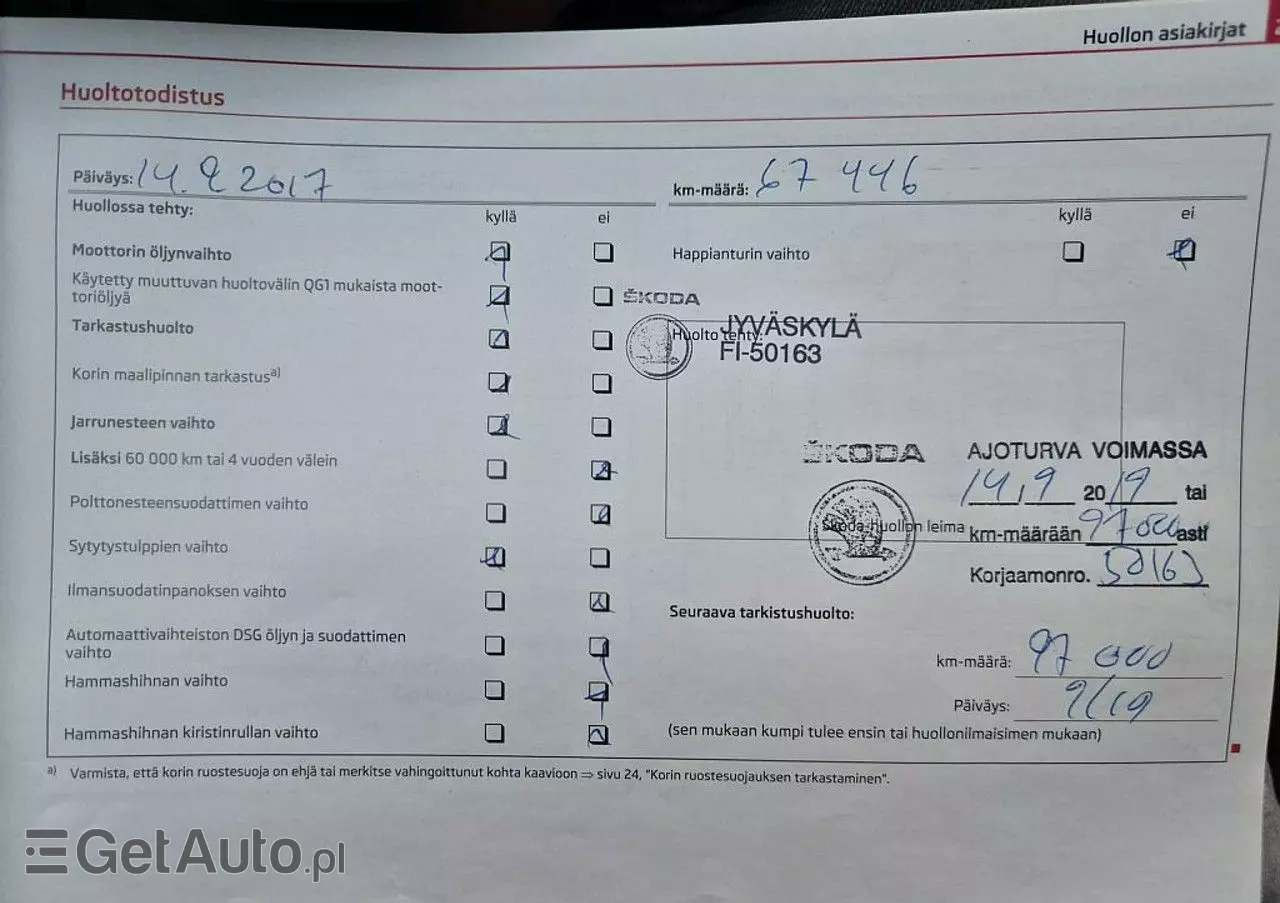 Huollon asiakirjat
Huoltotodistus
Päiväys: 14.9 2017
km-määrä: 67 446
Huollossa tehty:
kyllä ei
kyllä ei
Moottorin öljynvaihto
Happianturin vaihto
Käytetty muuttuvan huoltovälin QG1 mukaista moot-
toriöljyä
ŠKODA
Tarkastushuolto
JYVÄSKYLÄ
Huolto tehty:
FI-50163
Korin maalipinnan tarkastus a)
Jarrunesteen vaihto
Lisäksi 60 000 km tai 4 vuoden välein
ŠKODA
AJOTURVA VOIMASSA
14.9 2019 tai
Polttonesteensuodattimen vaihto
Škoda-huollon leima
km-määrään 97 000 asti
Sytytystulppien vaihto
Korjaamonro. 50163
Ilmansuodatinpanoksen vaihto
Seuraava tarkistushuolto:
Automaattivaihteiston DSG öljyn ja suodattimen
vaihto
km-määrä: 97 000
Hammashihnan vaihto
Päiväys: 9/19
Hammashihnan kiristinrullan vaihto
(sen mukaan kumpi tulee ensin tai huollonilmaisimen mukaan)
a) Varmista, että korin ruostesuoja on ehjä tai merkitse vahingoittunut kohta kaavioon ⇒ sivu 24, "Korin ruostesuojauksen tarkastaminen".
GetAuto.pl